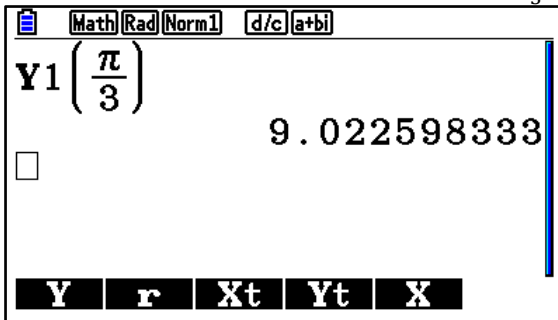 Math Rad Norm1 d/c a+bi
Y1(π/3)
9.022598333
Y r Xt Yt X